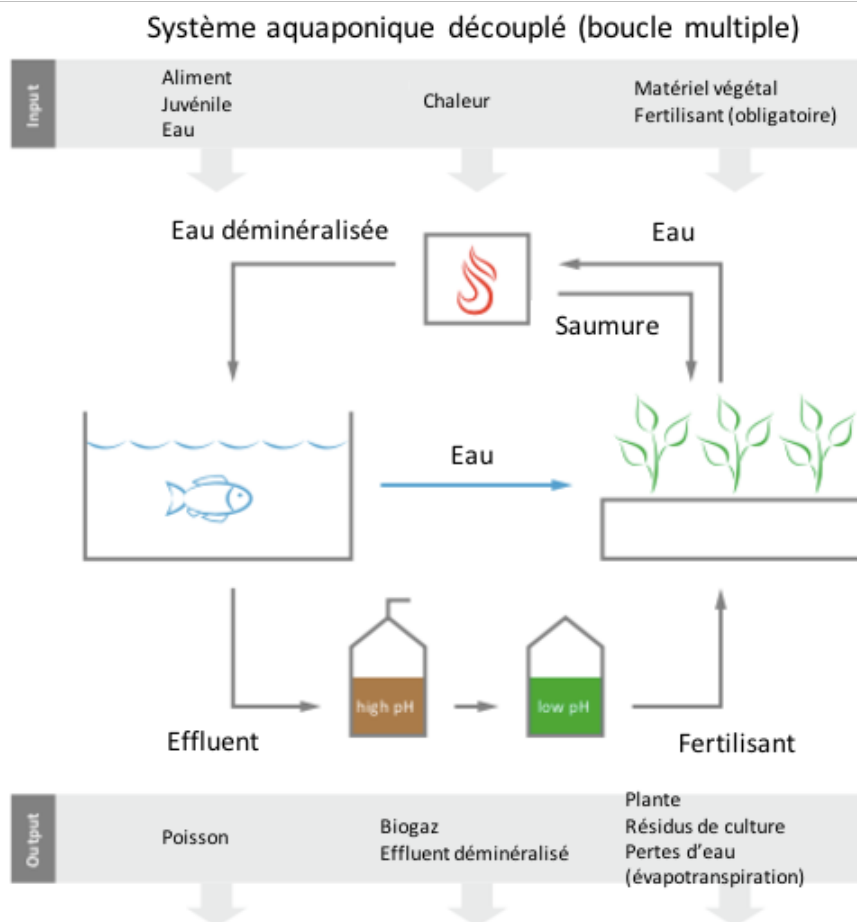 Système aquaponique découplé (boucle multiple)
Input
Aliment
Juvénile
Eau
Chaleur
Matériel végétal
Fertilisant (obligatoire)
Eau déminéralisée
Eau
Saumure
Eau
high pH
low pH
Effluent
Fertilisant
Output
Poisson
Biogaz
Effluent déminéralisé
Plante
Résidus de culture
Pertes d'eau
(évapotranspiration)